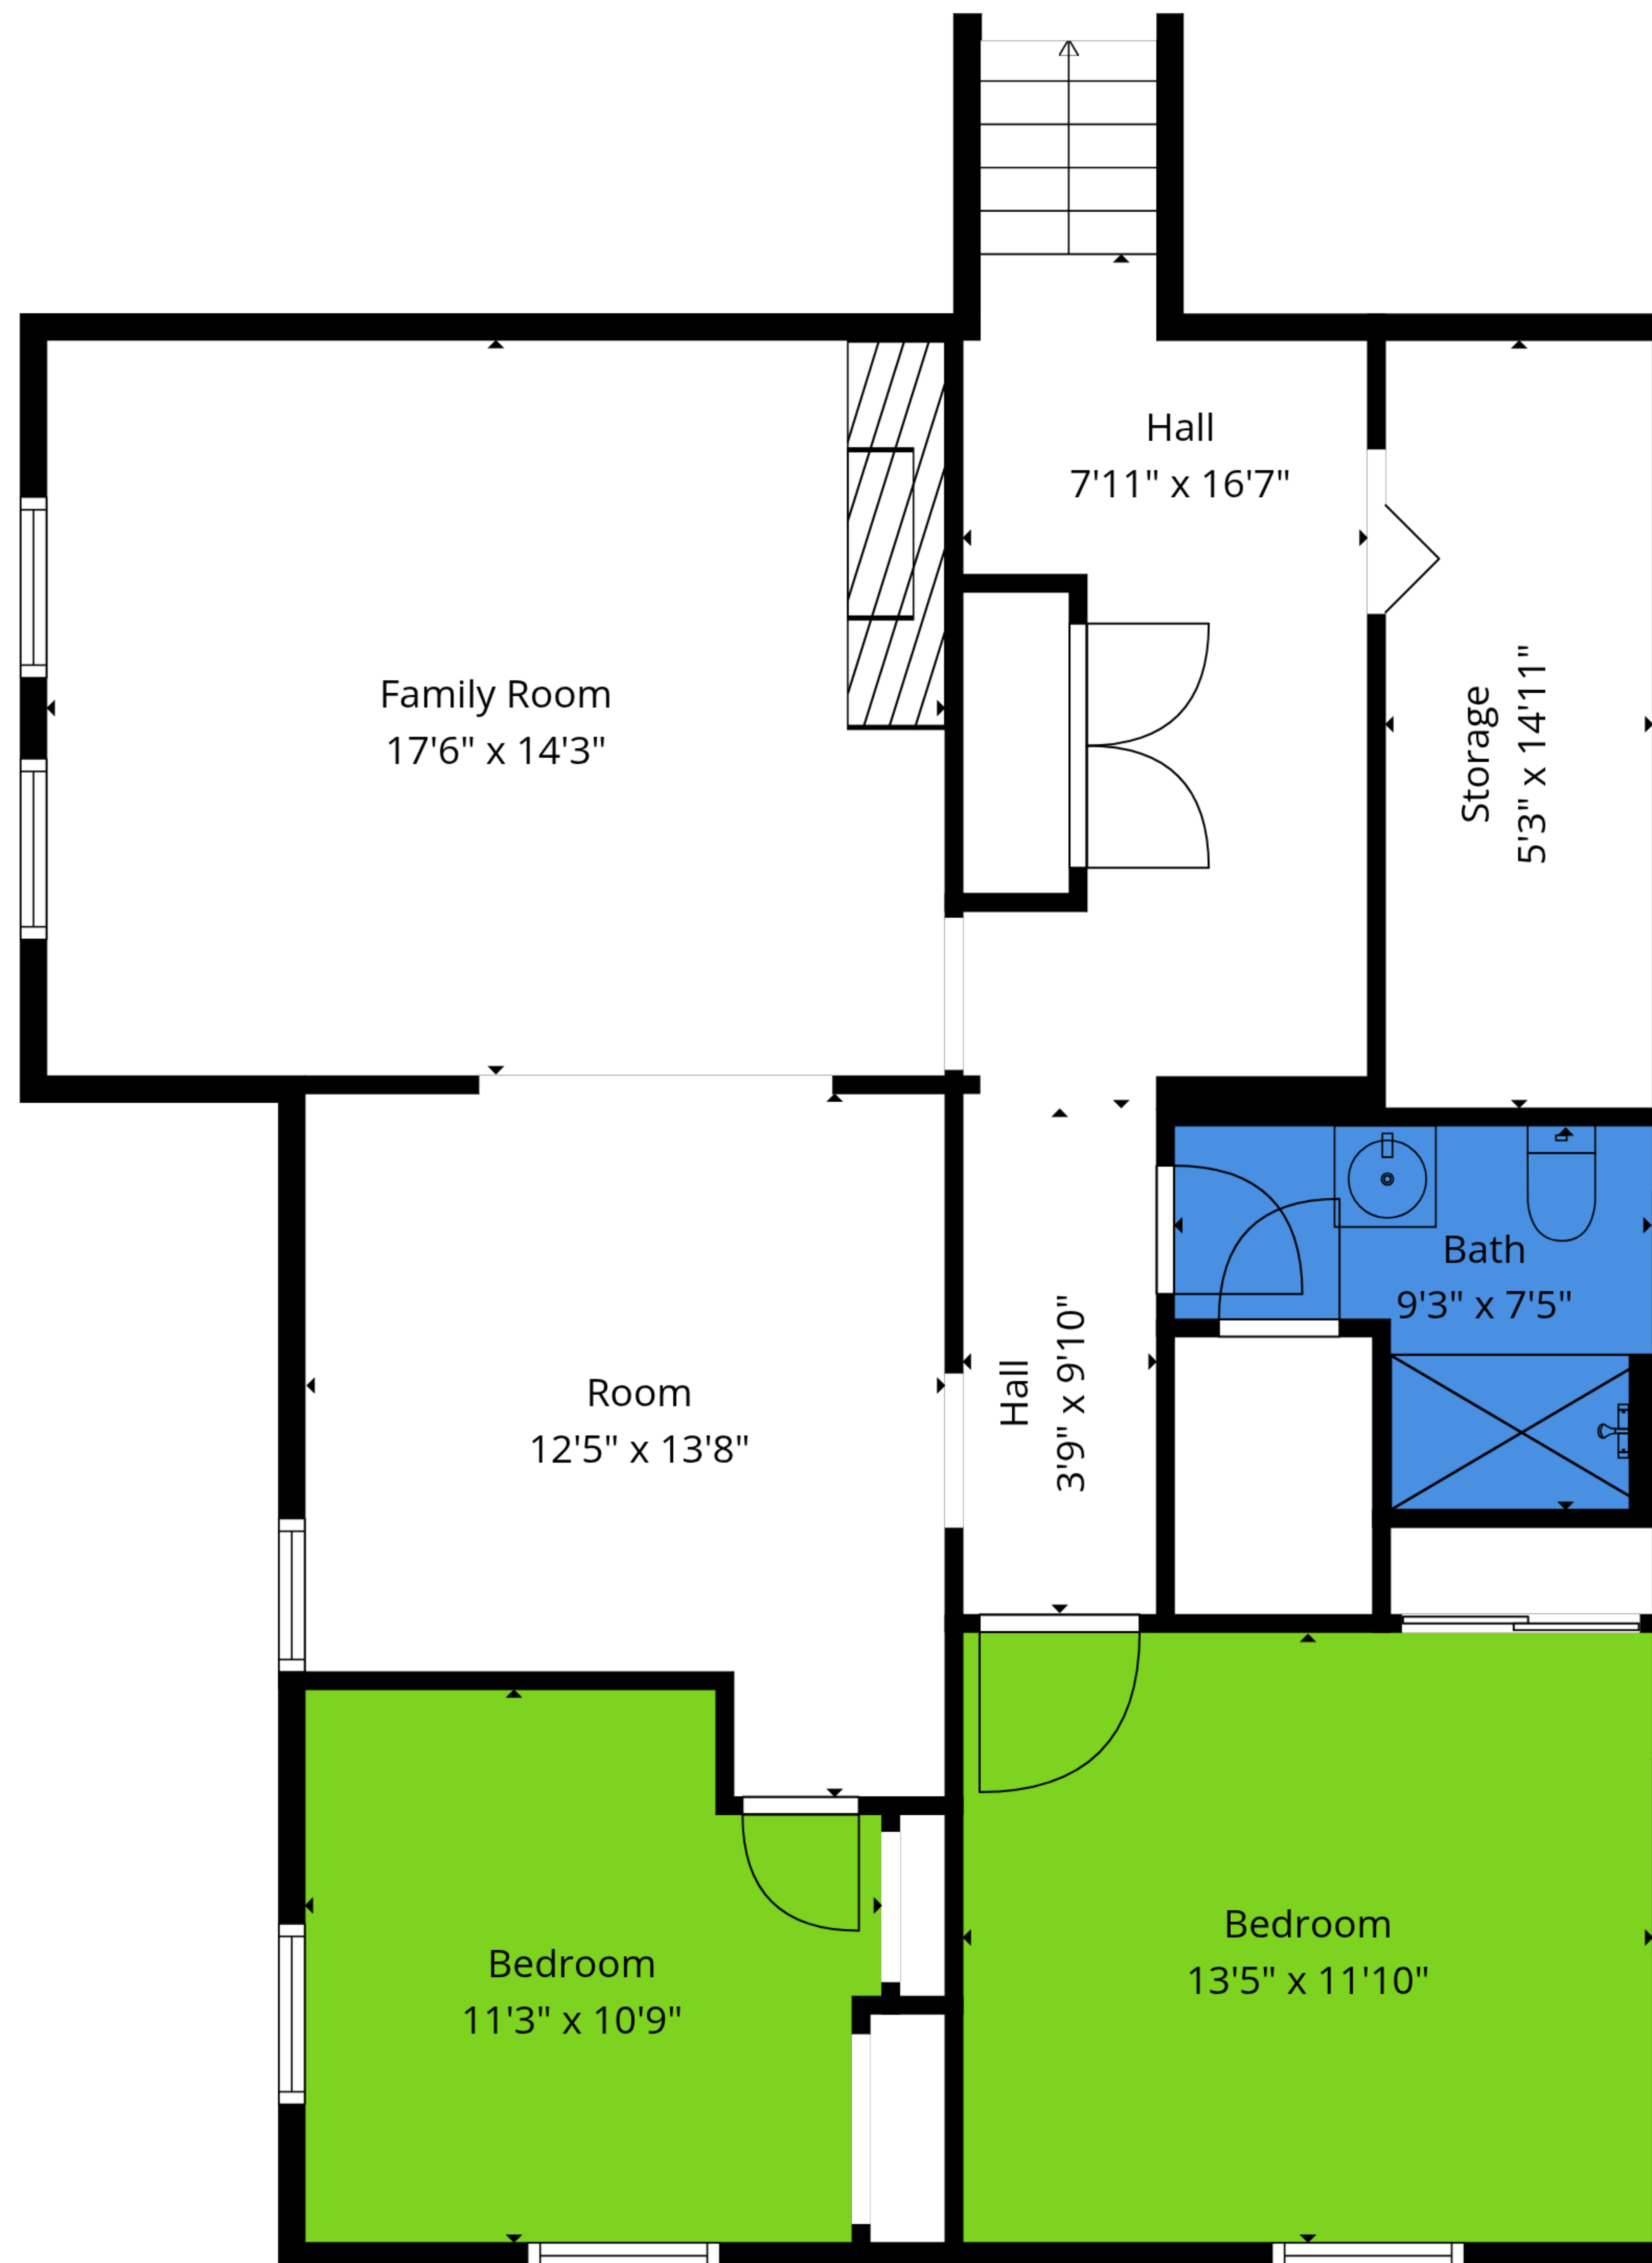 Hall
7'11" x 16'7"
Family Room
17'6" x 14'3"
Storage
5'3" x 14'11"
Bath
9'3" x 7'5"
Hall
3'9" x 9'10"
Room
12'5" x 13'8"
Bedroom
13'5" x 11'10"
Bedroom
11'3" x 10'9"